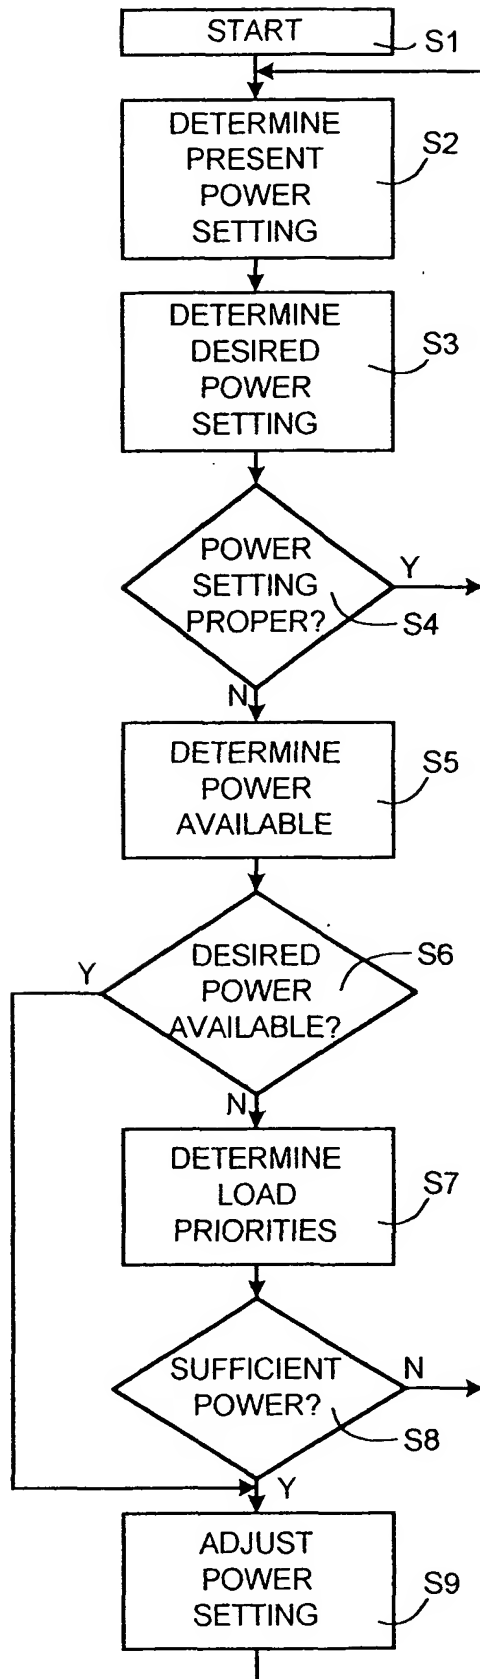 START
S1
DETERMINE
PRESENT
POWER
SETTING
S2
DETERMINE
DESIRED
POWER
SETTING
S3
POWER
SETTING
PROPER?
Y
S4
N
DETERMINE
POWER
AVAILABLE
S5
Y
DESIRED
POWER
AVAILABLE?
S6
N
DETERMINE
LOAD
PRIORITIES
S7
SUFFICIENT
POWER?
N
S8
Y
ADJUST
POWER
SETTING
S9